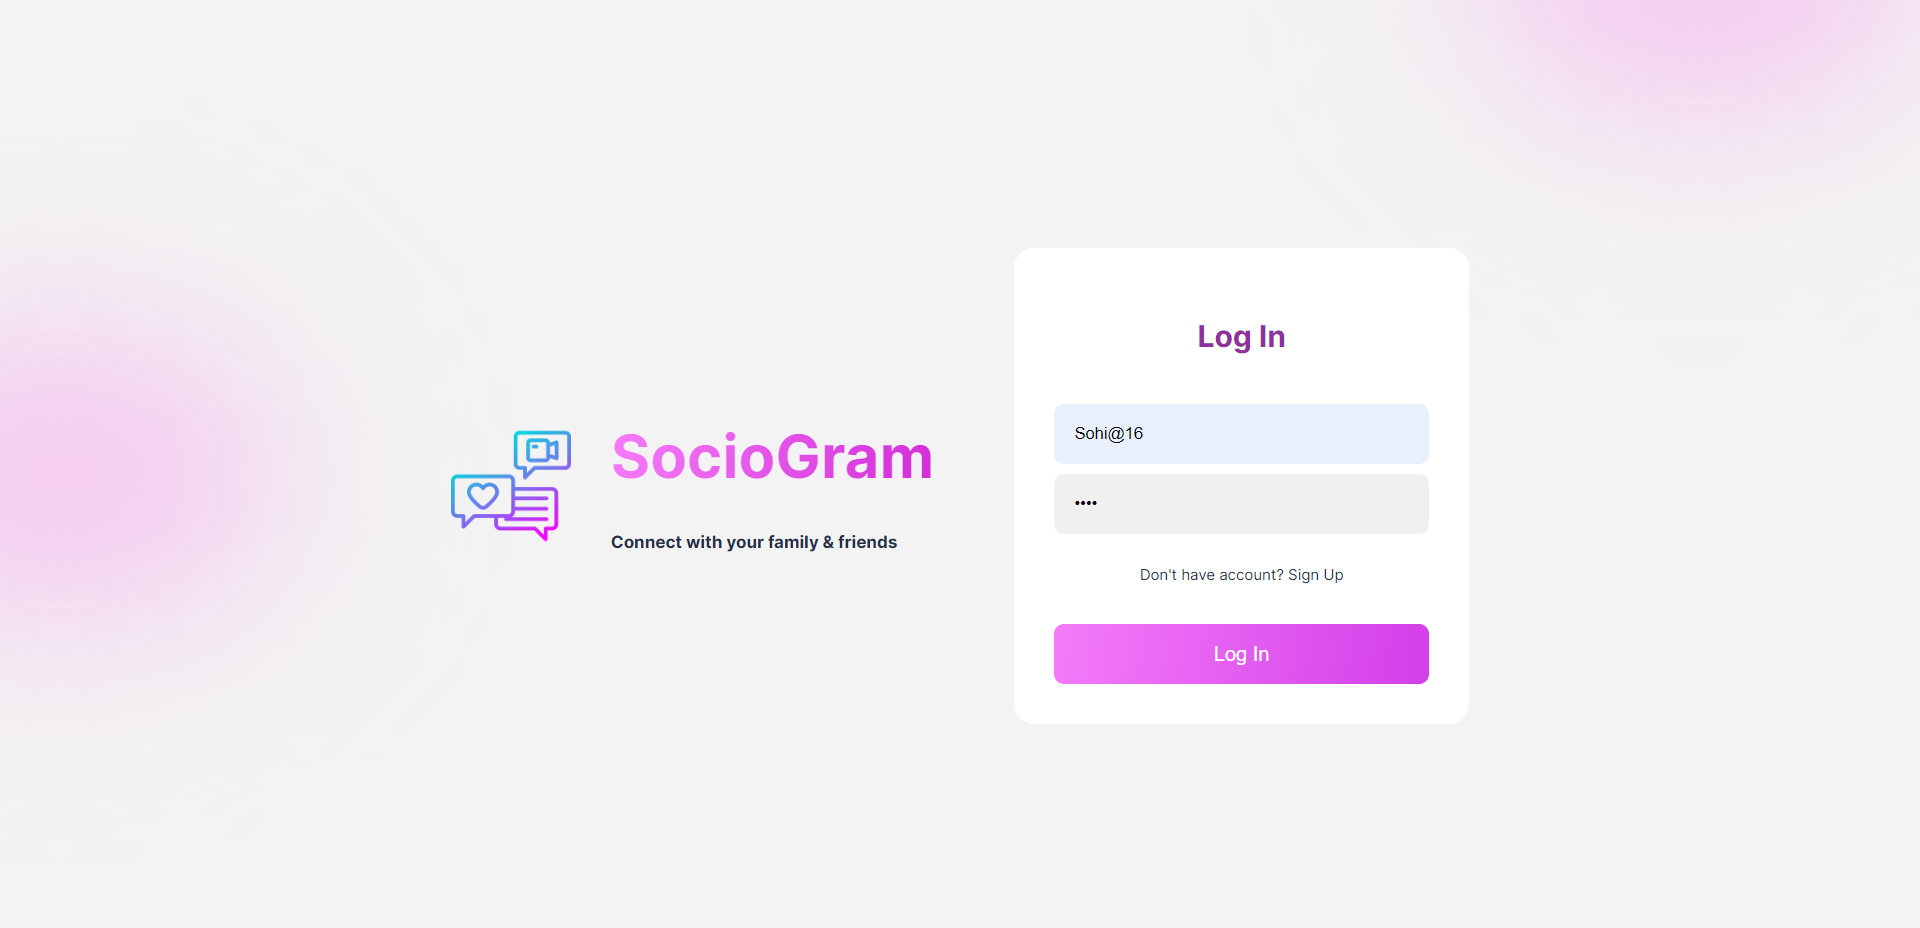 SocioGram
Connect with your family & friends
Log In
Sohi@16
••••
Don't have account? Sign Up
Log In